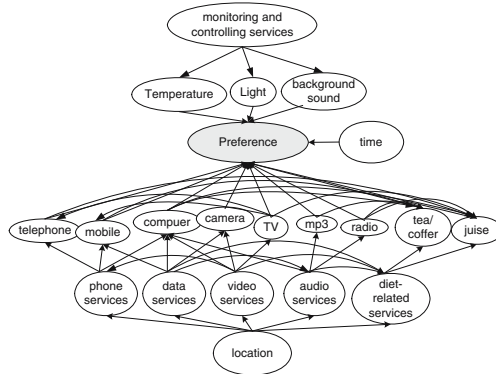 monitoring and
controlling services
Temperature
Light
background
sound
Preference
time
telephone
mobile
compuer
camera
TV
mp3
radio
tea/
coffer
juise
phone
services
data
services
video
services
audio
services
diet-
related
services
location